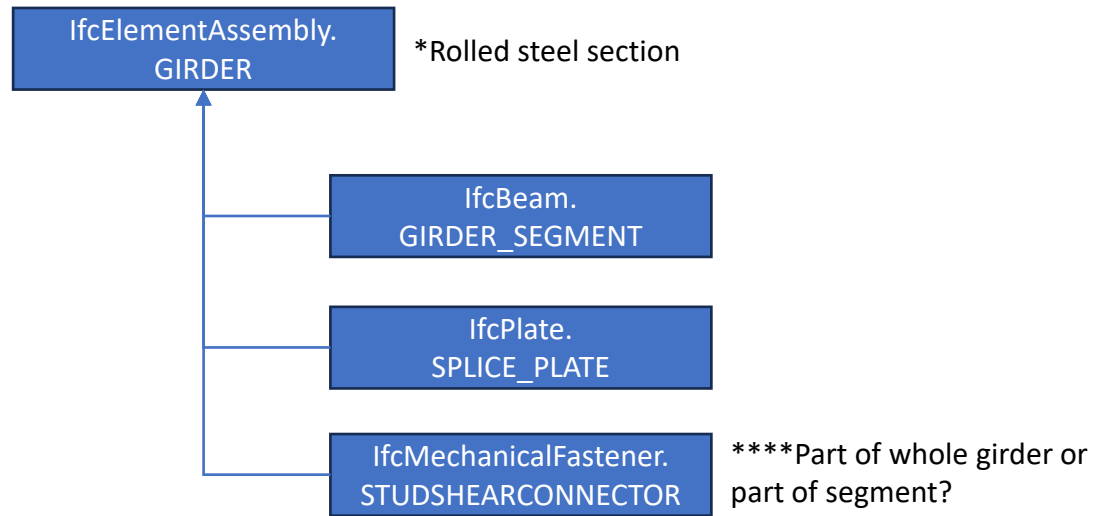 IfcElementAssembly.
GIRDER
*Rolled steel section
IfcBeam.
GIRDER_SEGMENT
IfcPlate.
SPLICE_PLATE
IfcMechanicalFastener.
STUDSHEARCONNECTOR
****Part of whole girder or
part of segment?